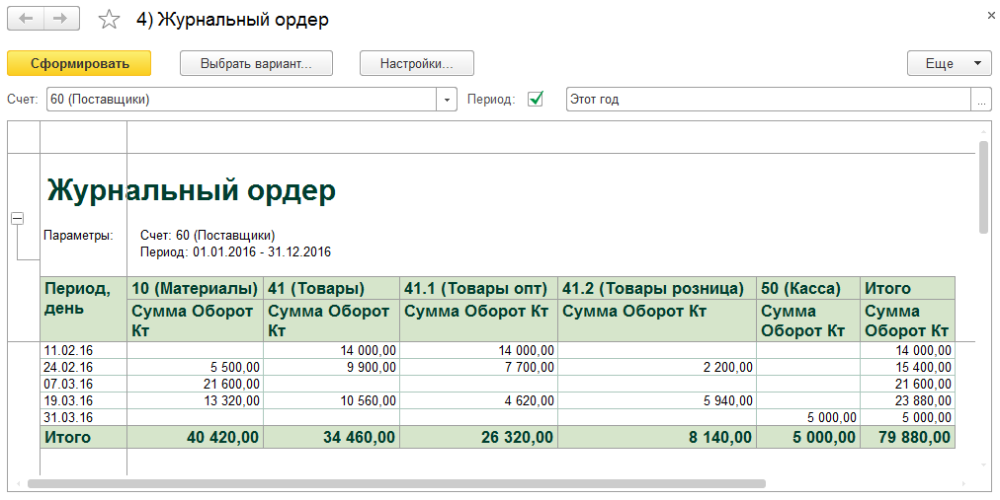 4) Журнальный ордер
Сформировать Выбрать вариант... Настройки... Еще
Счет: 60 (Поставщики) Период: Этот год ...
Журнальный ордер
Параметры: Счет: 60 (Поставщики)
Период: 01.01.2016 - 31.12.2016
Период, день 10 (Материалы) 41 (Товары) 41.1 (Товары опт) 41.2 (Товары розница) 50 (Касса) Итого
Сумма Оборот Кт Сумма Оборот Кт Сумма Оборот Кт Сумма Оборот Кт Сумма Оборот Кт Сумма Оборот Кт
11.02.16 14 000,00 14 000,00 14 000,00
24.02.16 5 500,00 9 900,00 7 700,00 2 200,00 15 400,00
07.03.16 21 600,00 21 600,00
19.03.16 13 320,00 10 560,00 4 620,00 5 940,00 23 880,00
31.03.16 5 000,00 5 000,00
Итого 40 420,00 34 460,00 26 320,00 8 140,00 5 000,00 79 880,00